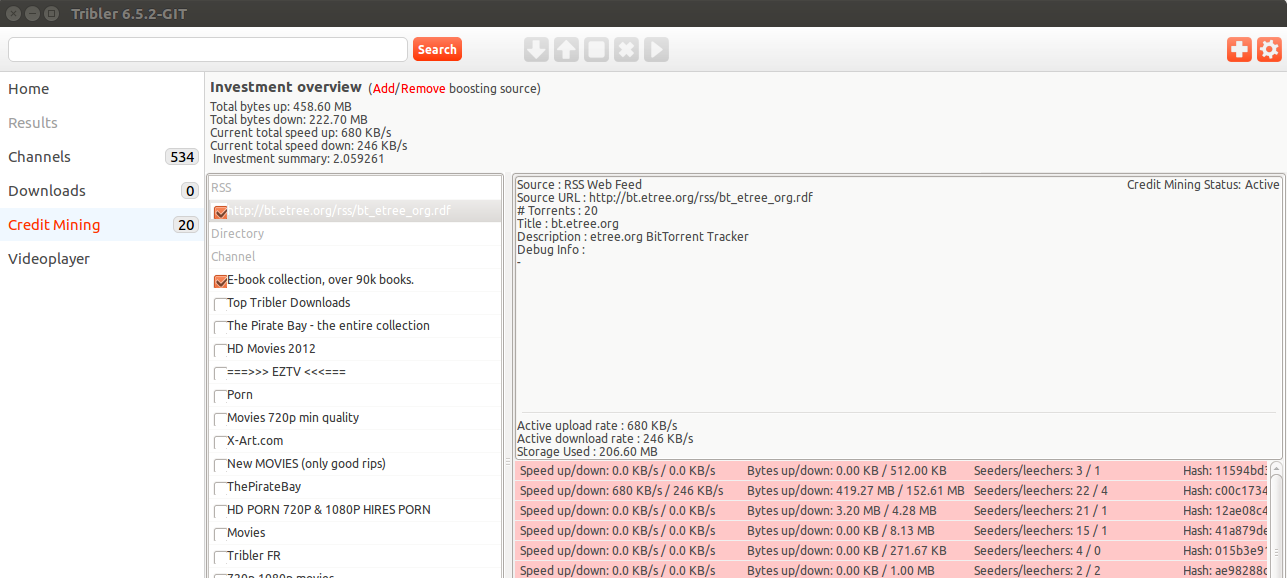 Tribler 6.5.2-GIT
Search
Home
Results
Channels 534
Downloads 0
Credit Mining 20
Videoplayer
Investment overview (Add/Remove boosting source)
Total bytes up: 458.60 MB
Total bytes down: 222.70 MB
Current total speed up: 680 KB/s
Current total speed down: 246 KB/s
Investment summary: 2.059261
RSS
http://bt.etree.org/rss/bt_etree_org.rdf
Directory
Channel
E-book collection, over 90k books.
Top Tribler Downloads
The Pirate Bay - the entire collection
HD Movies 2012
===>>> EZTV <<<===
Porn
Movies 720p min quality
X-Art.com
New MOVIES (only good rips)
ThePirateBay
HD PORN 720P & 1080P HIRES PORN
Movies
Tribler FR
720p 1080p movies
Source : RSS Web Feed Credit Mining Status: Active
Source URL : http://bt.etree.org/rss/bt_etree_org.rdf
# Torrents : 20
Title : bt.etree.org
Description : etree.org BitTorrent Tracker
Debug Info :
-
Active upload rate : 680 KB/s
Active download rate : 246 KB/s
Storage Used : 206.60 MB
Speed up/down: 0.0 KB/s / 0.0 KB/s Bytes up/down: 0.00 KB / 512.00 KB Seeders/leechers: 3 / 1 Hash: 11594bd
Speed up/down: 680 KB/s / 246 KB/s Bytes up/down: 419.27 MB / 152.61 MB Seeders/leechers: 22 / 4 Hash: c00c1734
Speed up/down: 0.0 KB/s / 0.0 KB/s Bytes up/down: 3.20 MB / 4.28 MB Seeders/leechers: 21 / 1 Hash: 12ae08c4
Speed up/down: 0.0 KB/s / 0.0 KB/s Bytes up/down: 0.00 KB / 8.13 MB Seeders/leechers: 15 / 1 Hash: 41a879de
Speed up/down: 0.0 KB/s / 0.0 KB/s Bytes up/down: 0.00 KB / 271.67 KB Seeders/leechers: 4 / 0 Hash: 015b3e91
Speed up/down: 0.0 KB/s / 0.0 KB/s Bytes up/down: 0.00 KB / 1.00 MB Seeders/leechers: 2 / 2 Hash: ae98288c